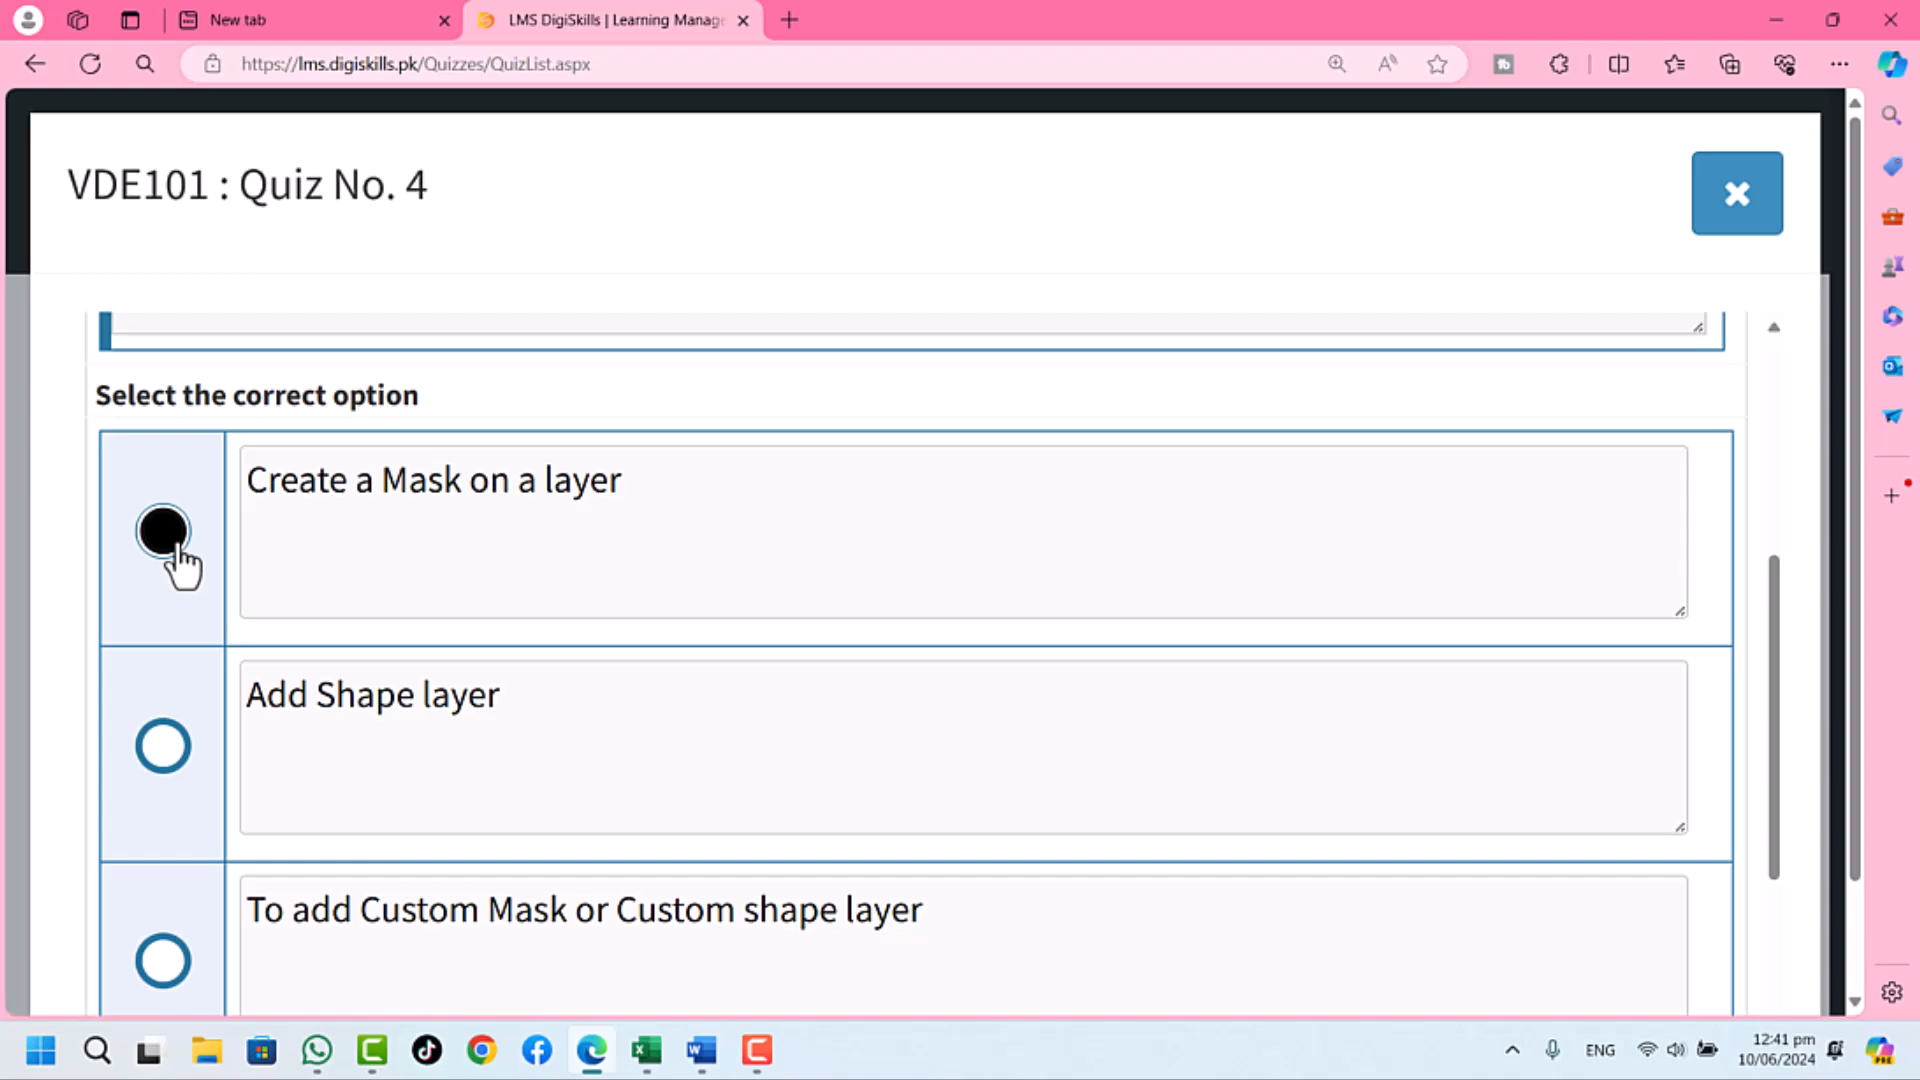 New tab
LMS DigiSkills | Learning Manag
https://lms.digiskills.pk/Quizzes/QuizList.aspx
VDE101 : Quiz No. 4
Select the correct option
Create a Mask on a layer
Add Shape layer
To add Custom Mask or Custom shape layer
ENG
12:41 pm
10/06/2024